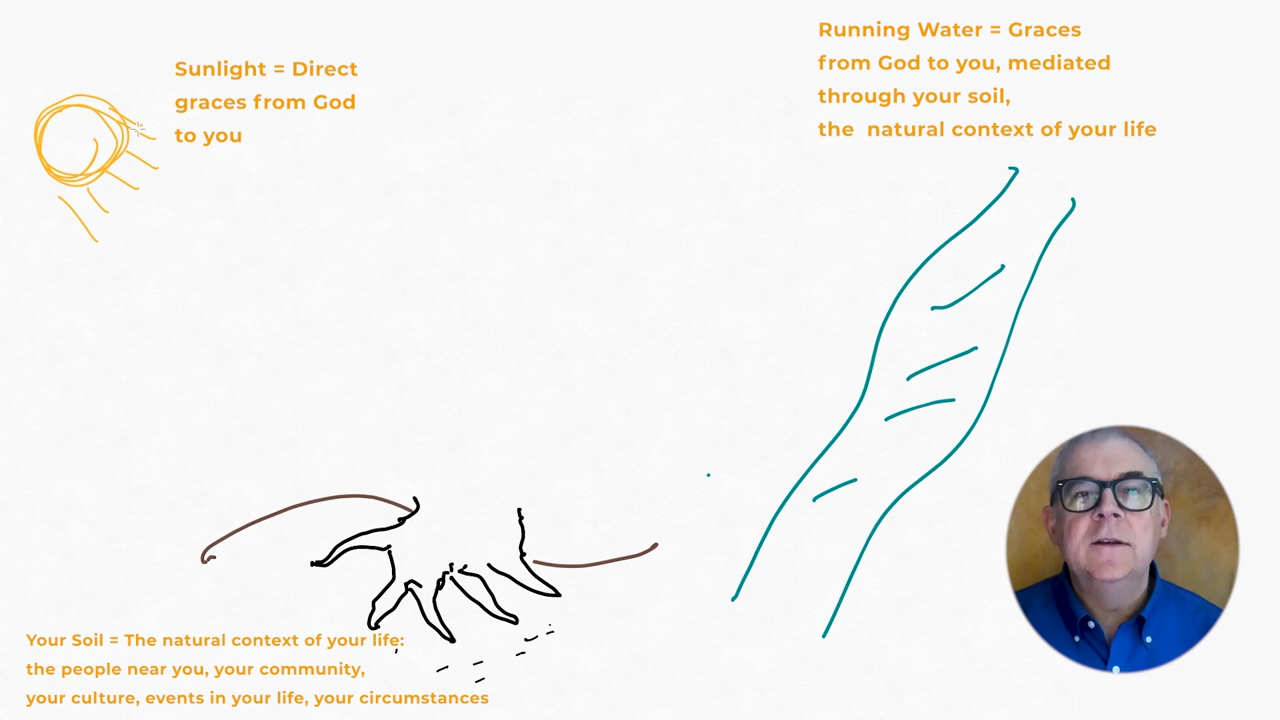 Sunlight = Direct
graces from God
to you
Running Water = Graces
from God to you, mediated
through your soil,
the  natural context of your life
Your Soil = The natural context of your life:
the people near you, your community,
your culture, events in your life, your circumstances